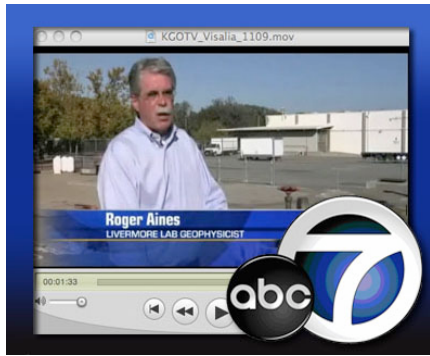 KGOTV_Visalia_1109.mov
Roger Aines
LIVERMORE LAB GEOPHYSICIST
00:01:33
abc
7